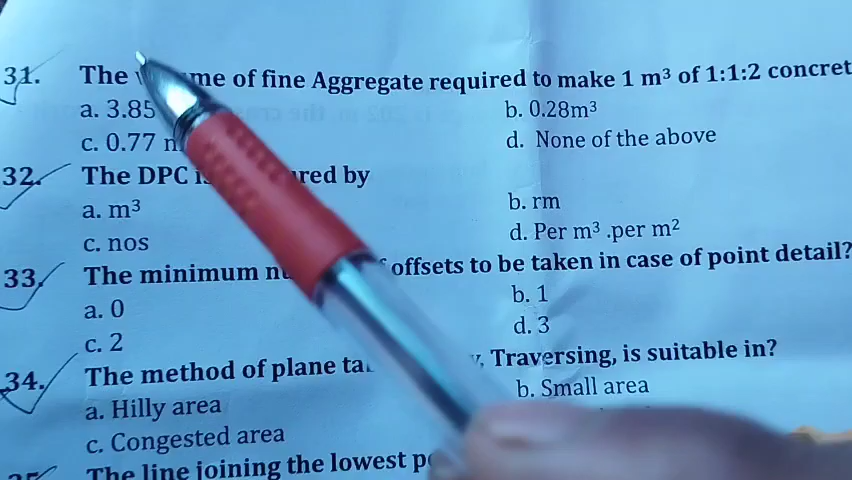 31. The me of fine Aggregate required to make 1 m³ of 1:1:2 concret
a. 3.85 b. 0.28m³
c. 0.77 d. None of the above
32. The DPC red by
a. m³ b. rm
c. nos d. Per m³ .per m²
33. The minimum offsets to be taken in case of point detail?
a. 0 b. 1
c. 2 d. 3
34. The method of plane Traversing, is suitable in?
a. Hilly area b. Small area
c. Congested area
The line joining the lowest